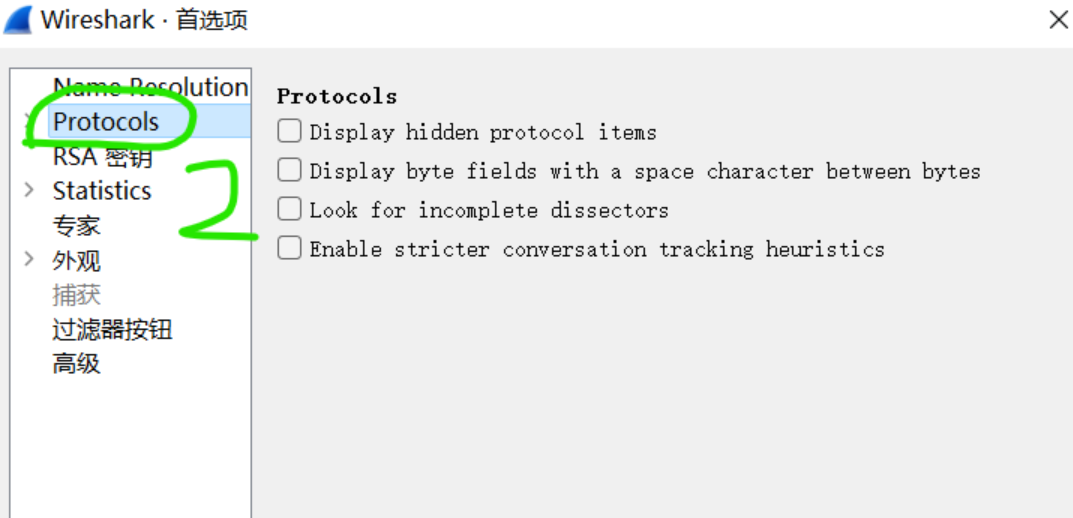 Wireshark · 首选项
Name Resolution
Protocols
RSA 密钥
Statistics
专家
外观
捕获
过滤器按钮
高级
2
Protocols
Display hidden protocol items
Display byte fields with a space character between bytes
Look for incomplete dissectors
Enable stricter conversation tracking heuristics